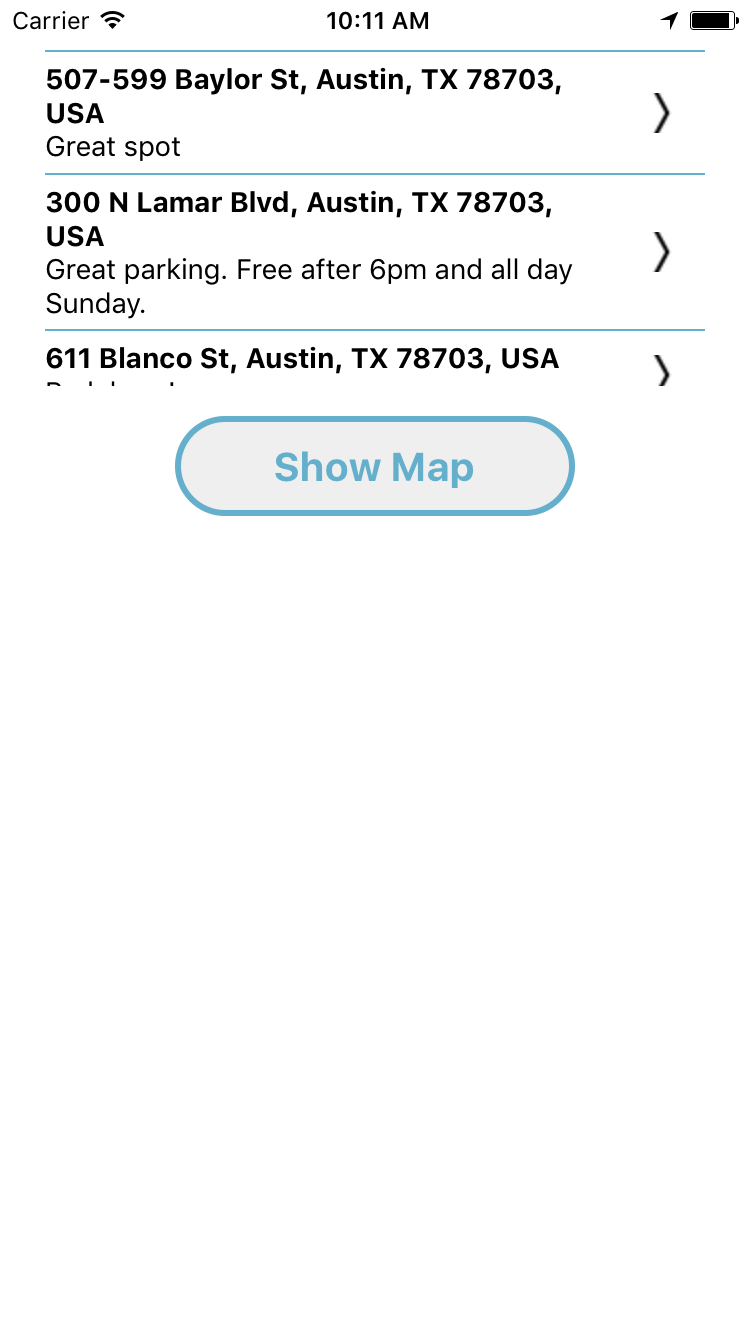 Carrier
10:11 AM
507-599 Baylor St, Austin, TX 78703,
USA
Great spot
300 N Lamar Blvd, Austin, TX 78703,
USA
Great parking. Free after 6pm and all day
Sunday.
611 Blanco St, Austin, TX 78703, USA
Show Map